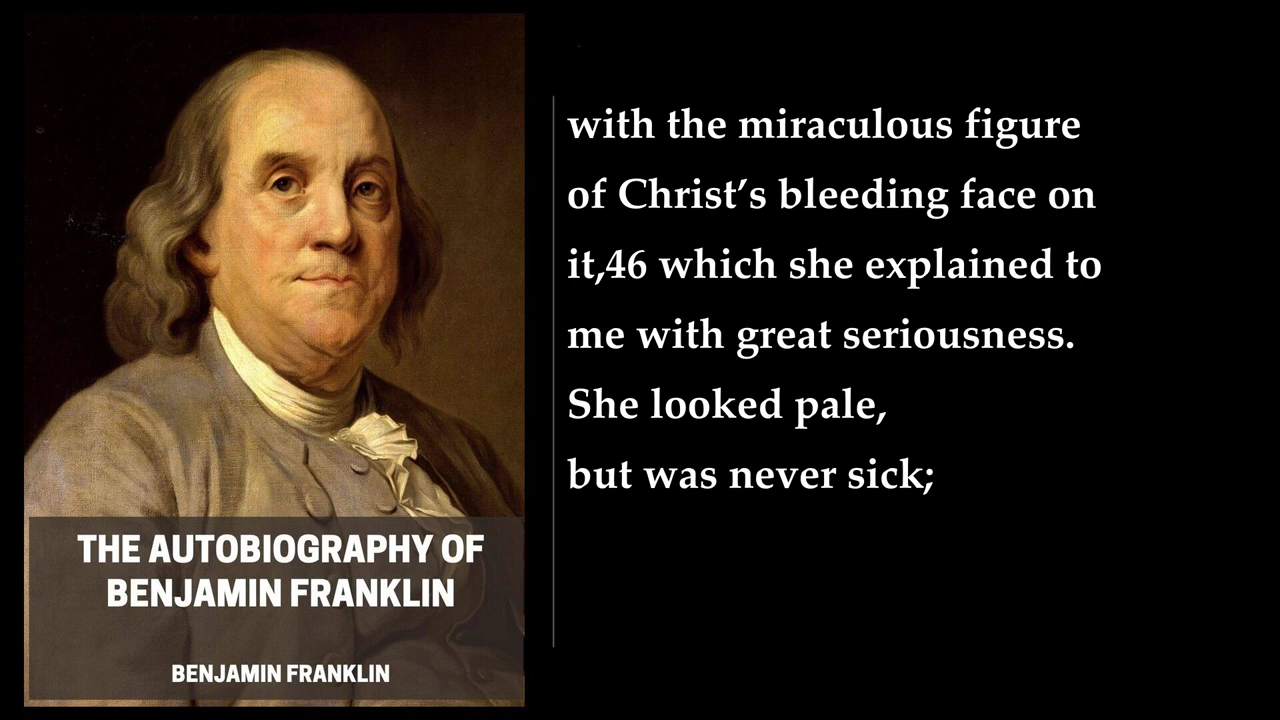 THE AUTOBIOGRAPHY OF
BENJAMIN FRANKLIN
BENJAMIN FRANKLIN
with the miraculous figure
of Christ’s bleeding face on
it,46 which she explained to
me with great seriousness.
She looked pale,
but was never sick;